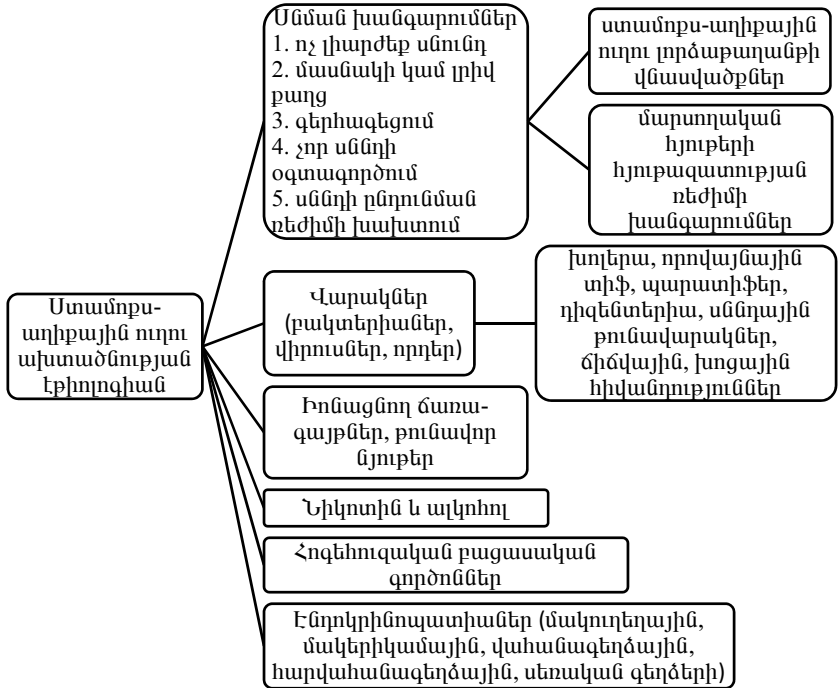 Ստամոքս-
աղիքային ուղու
ախտածնության
էթիոլոգիան
Սնման խանգարումներ
1. ոչ լիարժեք սնունդ
2. մասնակի կամ լրիվ
քաղց
3. գերհագեցում
4. չոր սննդի
օգտագործում
5. սննդի ընդունման
ռեժիմի խախտում
ստամոքս-աղիքային
ուղու լորձաթաղանթի
վնասվածքներ
մարսողական
հյութերի
հյութազատության
ռեժիմի
խանգարումներ
Վարակներ
(բակտերիաներ,
վիրուսներ, որդեր)
խոլերա, որովայնային
տիֆ, պարատիֆեր,
դիզենտերիա, սննդային
թունավարակներ,
ճիճվային, խոցային
հիվանդություններ
Իոնացնող ճառա-
գայթներ, թունավոր
նյութեր
Նիկոտին և ալկոհոլ
Հոգեհուզական բացասական
գործոններ
Էնդոկրինոպատիաներ (մակուղեղային,
մակերիկամային, վահանագեղձային,
հարվահանագեղձային, սեռական գեղձերի)